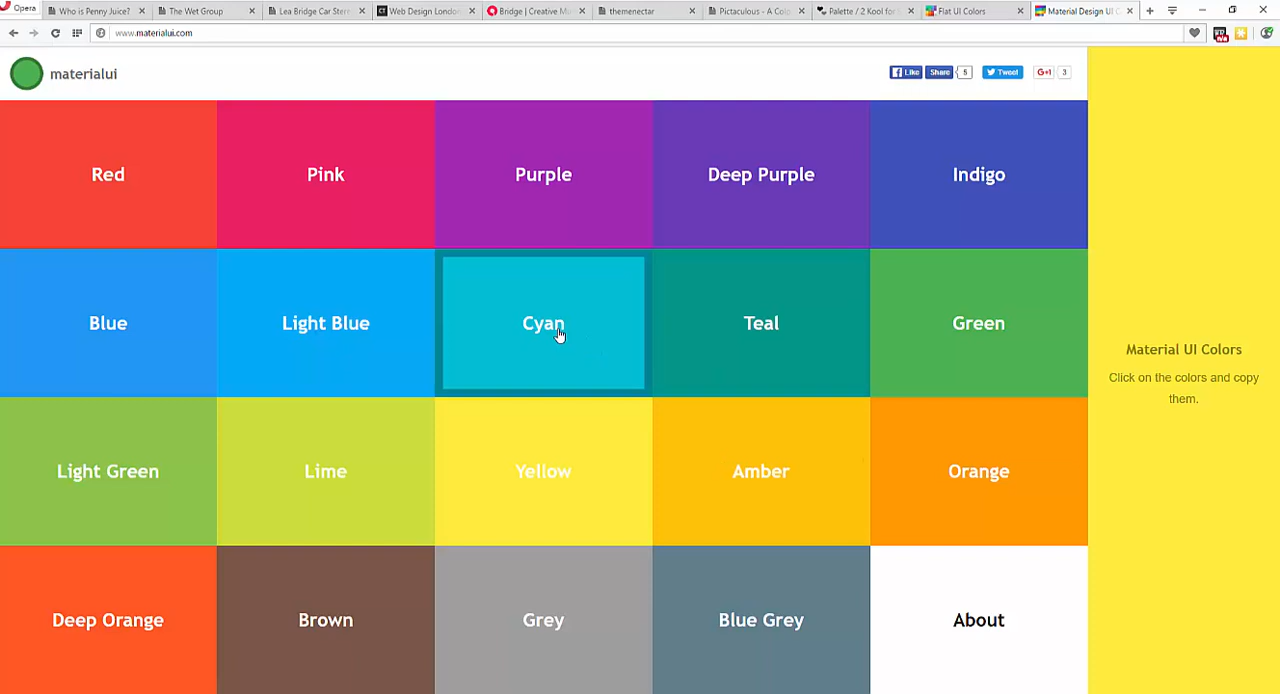 Opera
Who is Penny Juice?
The Wet Group
Lea Bridge Car Ster
Web Design London
Bridge | Creative Mu
themenectar
Pictaculous - A Colo
Palette / 2 Kool for
Flat UI Colors
Material Design UI C
www.materialui.com
materialui
Like
Share
5
Tweet
G+1
3
Red
Pink
Purple
Deep Purple
Indigo
Blue
Light Blue
Cyan
Teal
Green
Material UI Colors
Click on the colors and copy
them.
Light Green
Lime
Yellow
Amber
Orange
Deep Orange
Brown
Grey
Blue Grey
About